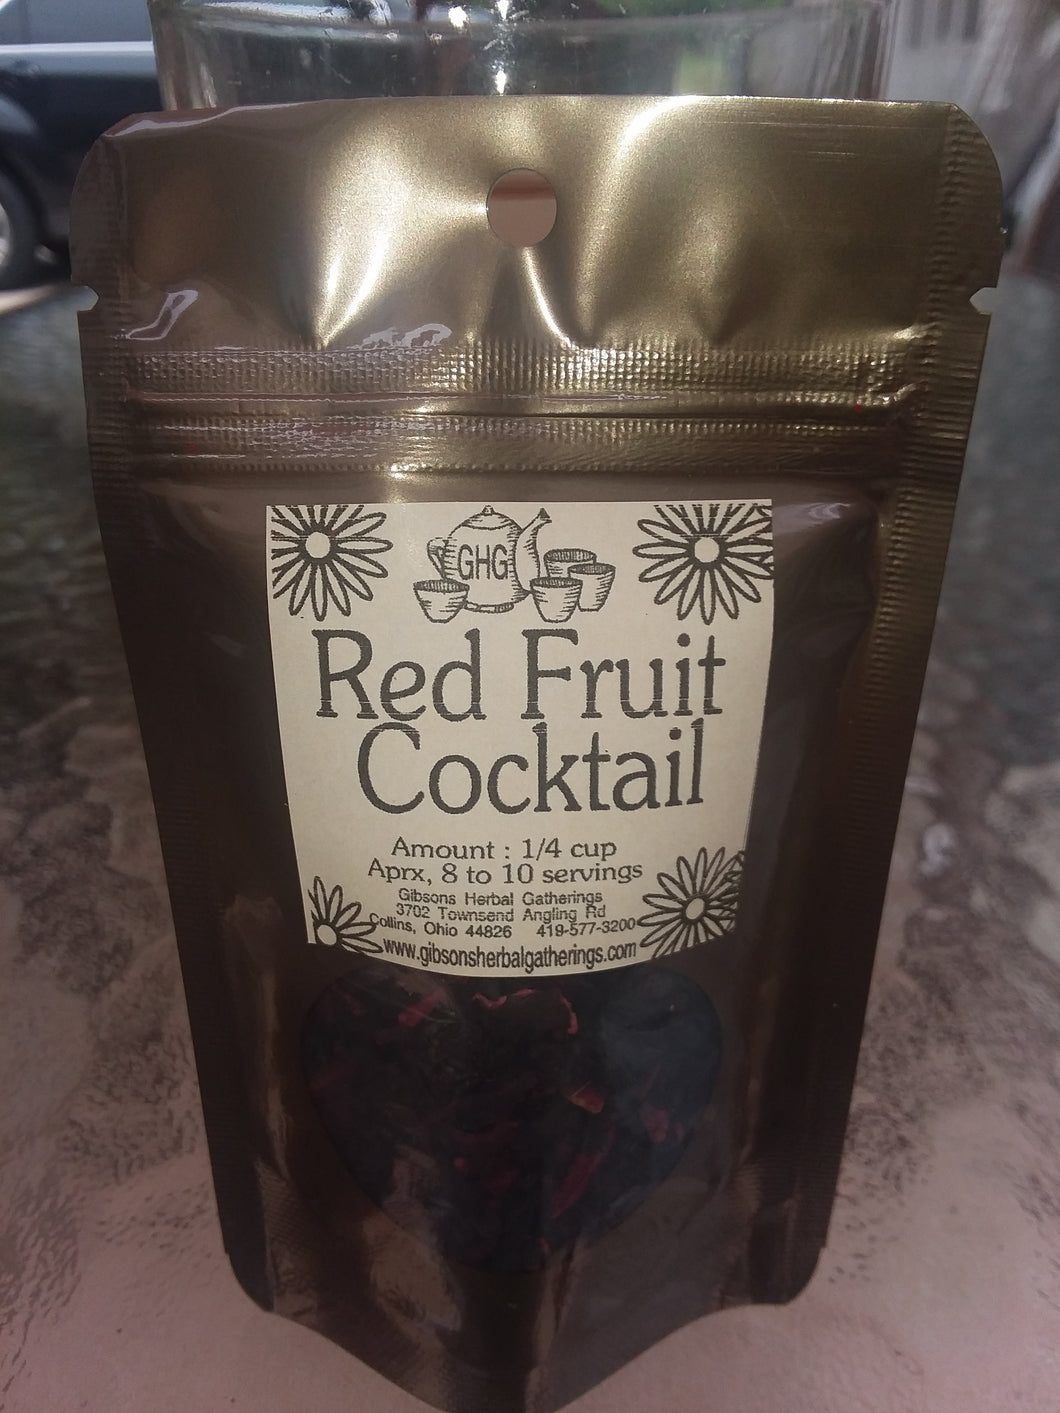 GHG
Red Fruit
Cocktail
Amount : 1/4 cup
Aprx, 8 to 10 servings
Gibsons Herbal Gatherings
3702 Townsend Angling Rd
Collins, Ohio 44826 419-577-3200
www.gibsonsherbalgatherings.com